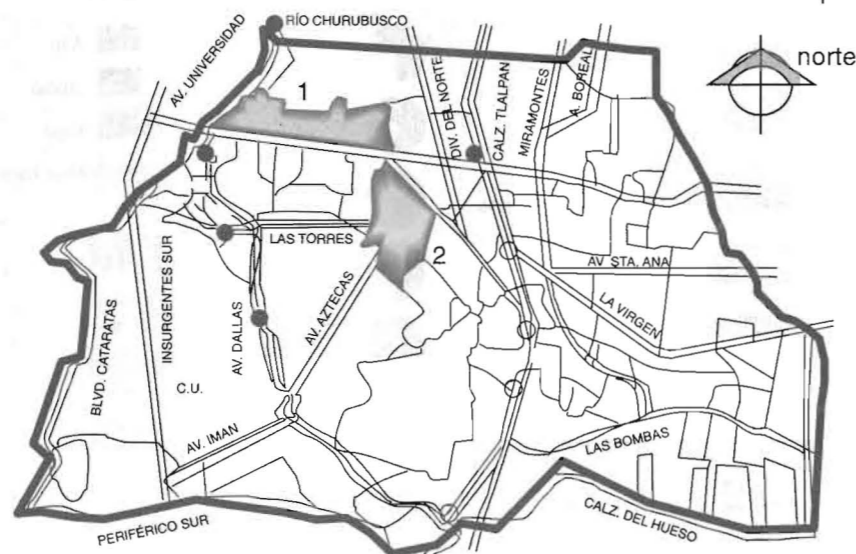 RÍO CHURUBUSCO
AV. UNIVERSIDAD
norte
1
DIV. DEL NORTE
CALZ. TLALPAN
MIRAMONTES
A. BOREAL
LAS TORRES
2
AV. STA. ANA
LA VIRGEN
BLVD. CATARATAS
INSURGENTES SUR
AV. DALLAS
AV. AZTECAS
C.U.
AV. IMAN
LAS BOMBAS
PERIFÉRICO SUR
CALZ. DEL HUESO